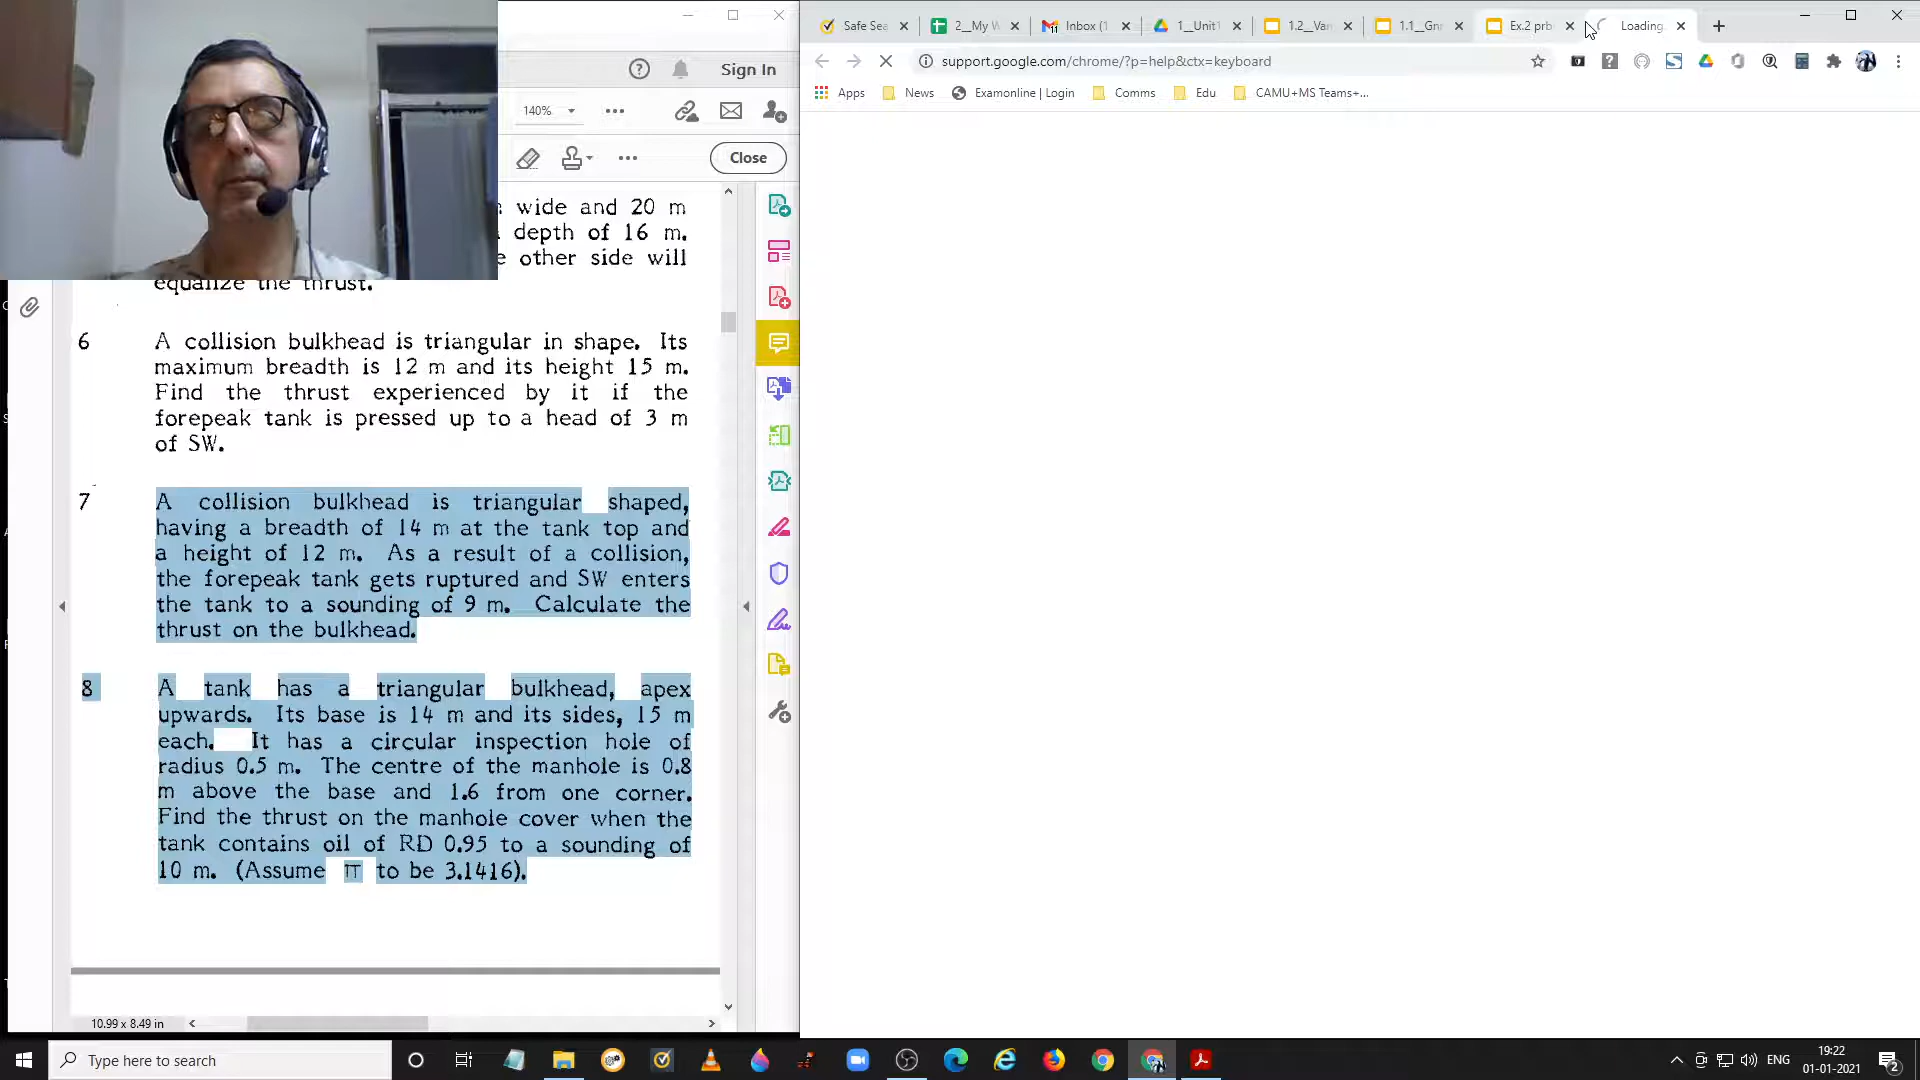 Safe Sea
2__My W
Inbox (1
1__Unit1
1.2__Var
1.1__Gnr
Ex.2 prb
Loading
Sign In
support.google.com/chrome/?p=help&ctx=keyboard
Apps
News
Examonline | Login
Comms
Edu
CAMU+MS Teams+...
140%
Close
wide and 20 m
depth of 16 m.
e other side will
equalize the thrust.
6 A collision bulkhead is triangular in shape. Its
maximum breadth is 12 m and its height 15 m.
Find the thrust experienced by it if the
forepeak tank is pressed up to a head of 3 m
of SW.
7 A collision bulkhead is triangular shaped,
having a breadth of 14 m at the tank top and
a height of 12 m. As a result of a collision,
the forepeak tank gets ruptured and SW enters
the tank to a sounding of 9 m. Calculate the
thrust on the bulkhead.
8 A tank has a triangular bulkhead, apex
upwards. Its base is 14 m and its sides, 15 m
each. It has a circular inspection hole of
radius 0.5 m. The centre of the manhole is 0.8
m above the base and 1.6 from one corner.
Find the thrust on the manhole cover when the
tank contains oil of RD 0.95 to a sounding of
10 m. (Assume π to be 3.1416).
10.99 x 8.49 in
Type here to search
ENG
19:22
01-01-2021
2